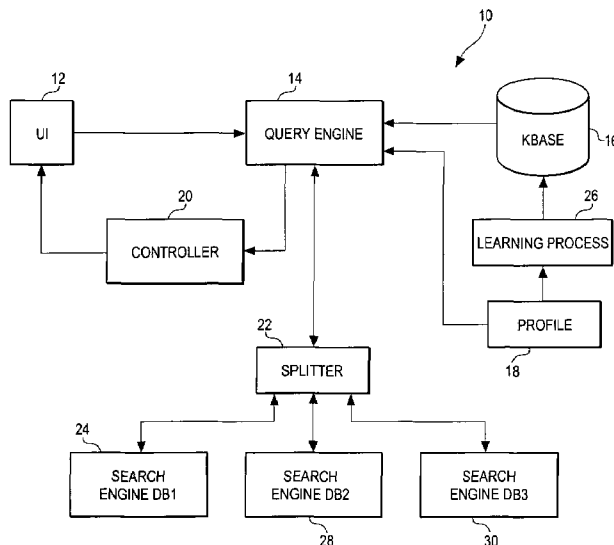 10
12
14
UI
QUERY ENGINE
KBASE
16
20
26
CONTROLLER
LEARNING PROCESS
PROFILE
18
22
SPLITTER
24
SEARCH
ENGINE DB1
SEARCH
ENGINE DB2
SEARCH
ENGINE DB3
28
30